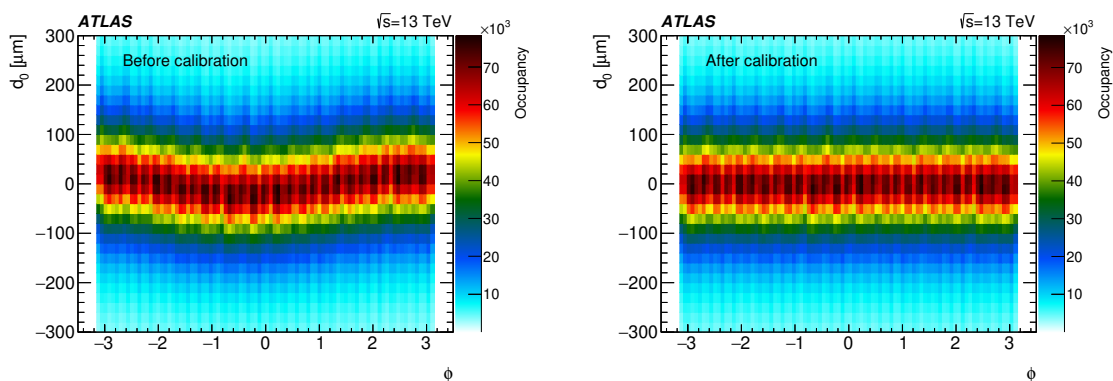 ATLAS √s=13 TeV
Before calibration
d₀ [µm]
300
200
100
0
−100
−200
−300
−3 −2 −1 0 1 2 3
ϕ
×10³
70
60
50
40
30
20
10
Occupancy
ATLAS √s=13 TeV
After calibration
d₀ [µm]
300
200
100
0
−100
−200
−300
−3 −2 −1 0 1 2 3
ϕ
×10³
70
60
50
40
30
20
10
Occupancy